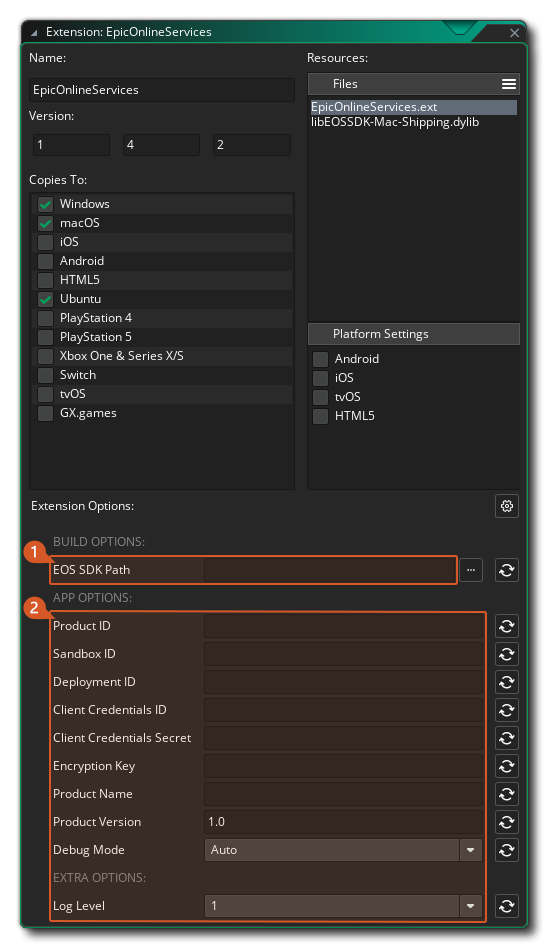 Extension: EpicOnlineServices
Name:
EpicOnlineServices
Version:
1 4 2
Copies To:
Windows
macOS
iOS
Android
HTML5
Ubuntu
PlayStation 4
PlayStation 5
Xbox One & Series X/S
Switch
tvOS
GX.games
Resources:
Files
EpicOnlineServices.ext
libEOSSDK-Mac-Shipping.dylib
Platform Settings
Android
iOS
tvOS
HTML5
Extension Options:
BUILD OPTIONS:
1
EOS SDK Path ...
APP OPTIONS:
2
Product ID
Sandbox ID
Deployment ID
Client Credentials ID
Client Credentials Secret
Encryption Key
Product Name
Product Version 1.0
Debug Mode Auto
EXTRA OPTIONS:
Log Level 1